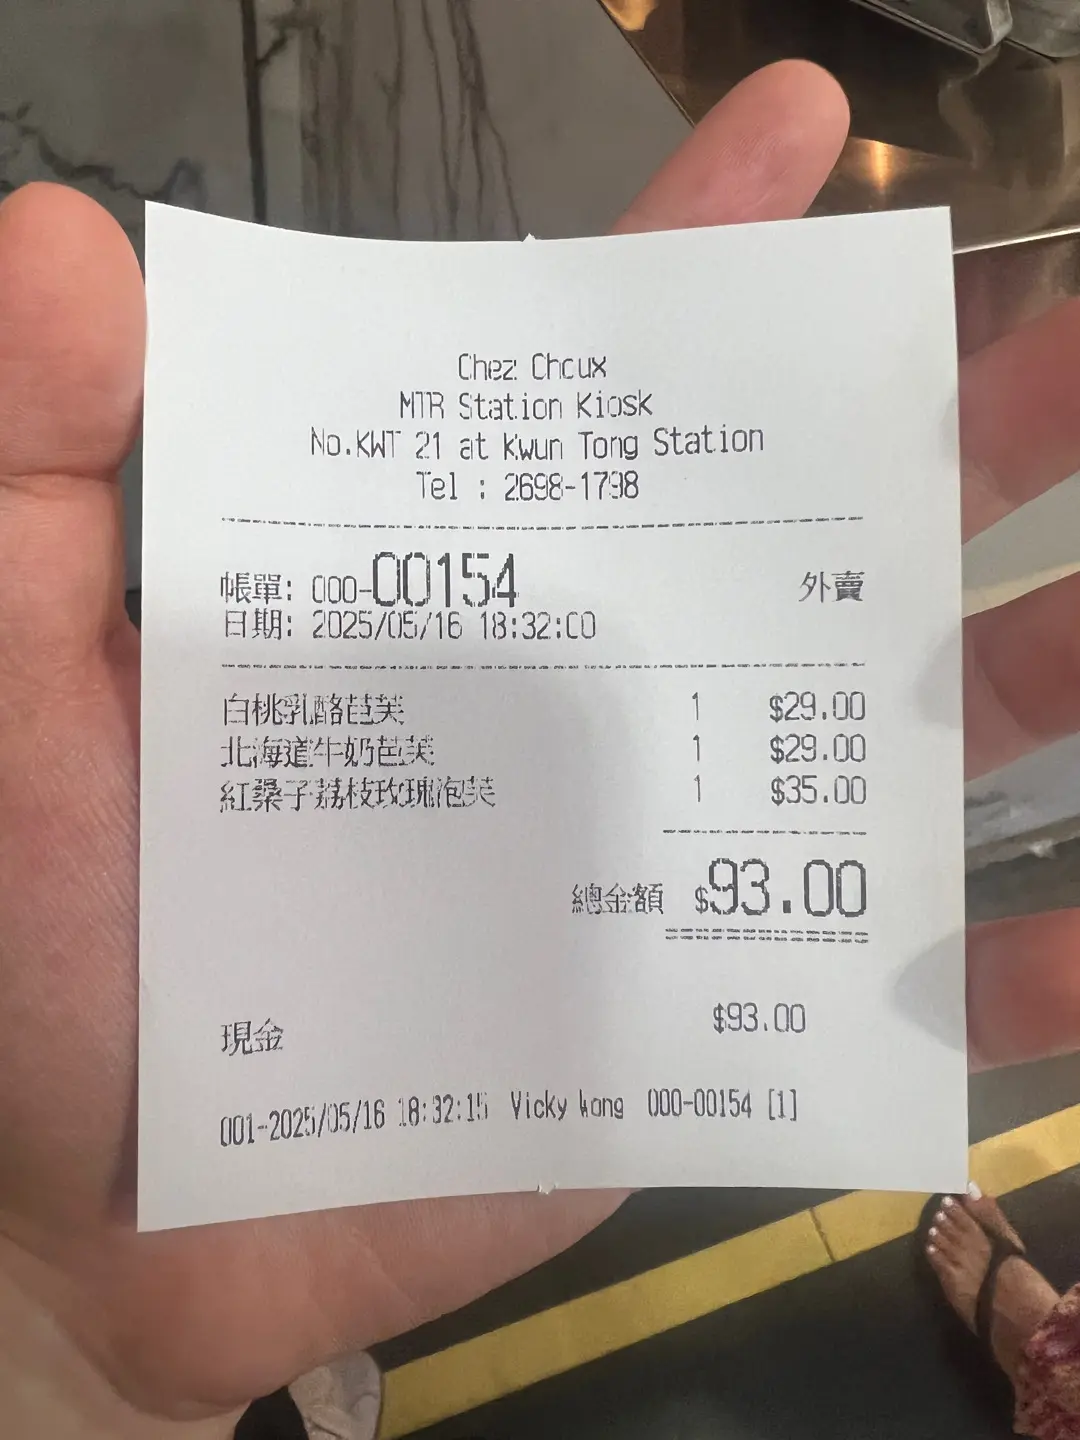 Chez Choux
MTR Station Kiosk
No.KWT 21 at Kwun Tong Station
Tel : 2698-1798
帳單: 000-00154 外賣
日期: 2025/05/16 18:32:00
白桃乳酪芭芙 1 $29.00
北海道牛奶芭芙 1 $29.00
紅桑子荔枝玫瑰泡芙 1 $35.00
總金額 $93.00
現金 $93.00
001-2025/05/16 18:32:15 Vicky Wong 000-00154 [1]